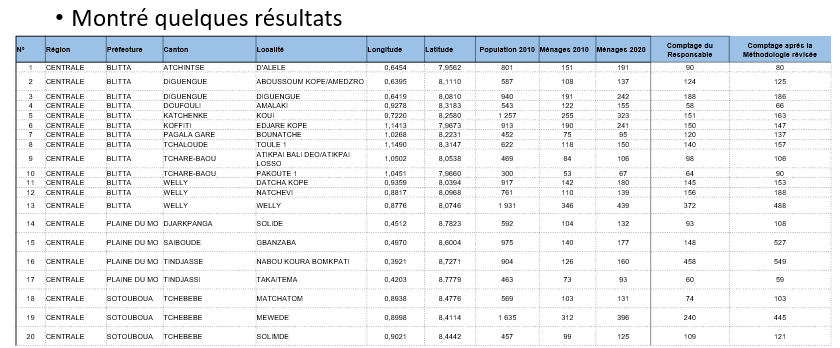 • Montré quelques résultats
N° Région Préfecture Canton Localité Longitude Latitude Population 2010 Ménages 2010 Ménages 2020 Comptage du Responsable Comptage après la Méthodologie révisée
1 CENTRALE BLITTA ATCHINTSE D'ALELE 0,6454 7,9562 801 151 191 90 80
2 CENTRALE BLITTA DIGUENGUE ABOUSSOUM KOPE/AMEDZRO 0,6395 8,1110 587 108 137 124 125
3 CENTRALE BLITTA DIGUENGUE DIGUENGUE 0,6419 8,0810 940 191 242 188 186
4 CENTRALE BLITTA DOUFOULI AMALAKI 0,9278 8,3183 543 122 155 58 66
5 CENTRALE BLITTA KATCHENKE KOUI 0,7220 8,2580 1 257 255 323 151 163
6 CENTRALE BLITTA KOFFITI EDJARE KOPE 1,1413 7,9673 913 190 241 150 147
7 CENTRALE BLITTA PAGALA GARE BOUNATCHE 1,0268 8,2231 452 75 95 120 137
8 CENTRALE BLITTA TCHALOUDE TOULE 1 1,1490 8,3147 622 118 150 140 157
9 CENTRALE BLITTA TCHARE-BAOU ATIKPAI BALI DEO/ATIKPAI LOSSO 1,0502 8,0538 469 84 106 98 106
10 CENTRALE BLITTA TCHARE-BAOU PAKOUTE 1 1,0451 7,9660 300 53 67 64 90
11 CENTRALE BLITTA WELLY DATCHA KOPE 0,9359 8,0394 917 142 180 145 153
12 CENTRALE BLITTA WELLY NATCHEVI 0,8817 8,0968 761 110 139 156 188
13 CENTRALE BLITTA WELLY WELLY 0,8776 8,0746 1 931 346 439 372 488
14 CENTRALE PLAINE DU MO DJARKPANGA SOLIDE 0,4512 8,7823 592 104 132 93 108
15 CENTRALE PLAINE DU MO SAIBOUDE GBANZABA 0,4970 8,6004 975 140 177 148 527
16 CENTRALE PLAINE DU MO TINDJASSE NABOU KOURA BOMKPATI 0,3921 8,7271 904 126 160 458 549
17 CENTRALE PLAINE DU MO TINDJASSI TAKA/TEMA 0,4203 8,7779 463 73 93 60 59
18 CENTRALE SOTOUBOUA TCHEBEBE MATCHATOM 0,8938 8,4776 569 103 131 74 103
19 CENTRALE SOTOUBOUA TCHEBEBE MEWEDE 0,8998 8,4114 1 635 312 396 240 445
20 CENTRALE SOTOUBOUA TCHEBEBE SOLIMDE 0,9021 8,4442 457 99 125 109 121